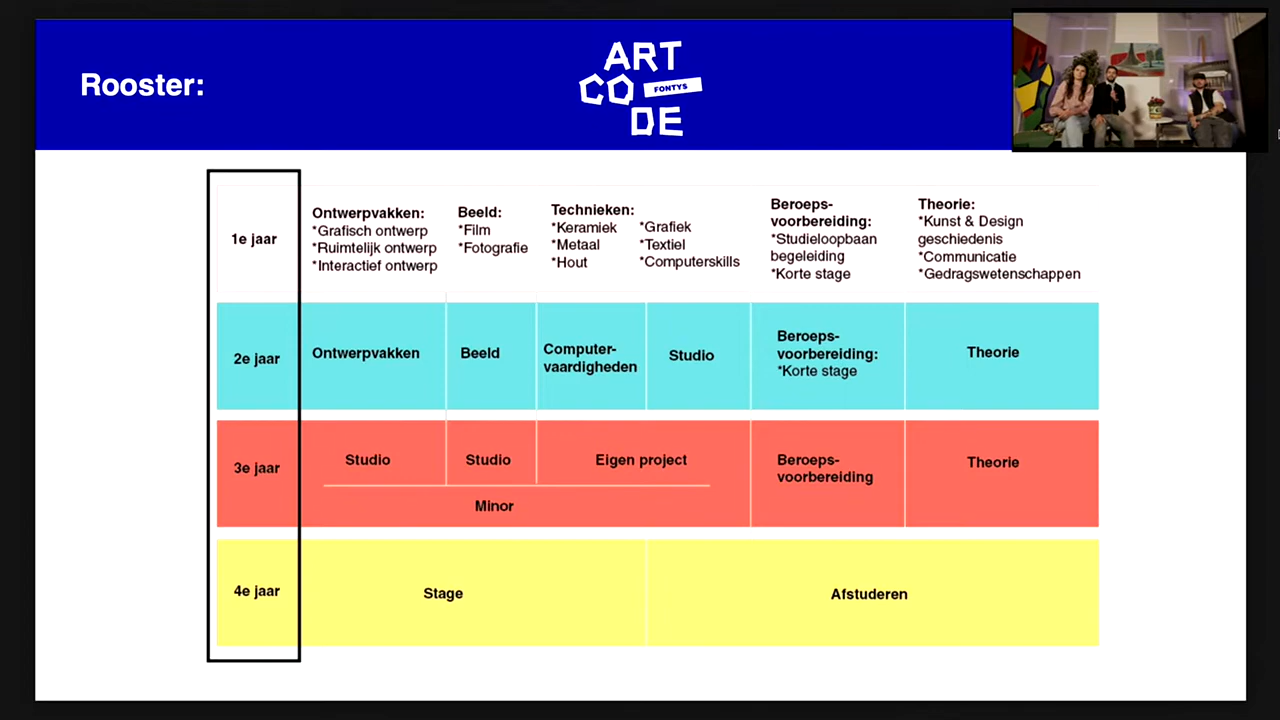 Rooster:
ART
CO
FONTYS
DE
1e jaar
Ontwerpvakken:
*Grafisch ontwerp
*Ruimtelijk ontwerp
*Interactief ontwerp
Beeld:
*Film
*Fotografie
Technieken:
*Keramiek
*Metaal
*Hout
*Grafiek
*Textiel
*Computerskills
Beroeps-
voorbereiding:
*Studieloopbaan
begeleiding
*Korte stage
Theorie:
*Kunst & Design
geschiedenis
*Communicatie
*Gedragswetenschappen
2e jaar
Ontwerpvakken
Beeld
Computer-
vaardigheden
Studio
Beroeps-
voorbereiding:
*Korte stage
Theorie
3e jaar
Studio
Studio
Eigen project
Minor
Beroeps-
voorbereiding
Theorie
4e jaar
Stage
Afstuderen